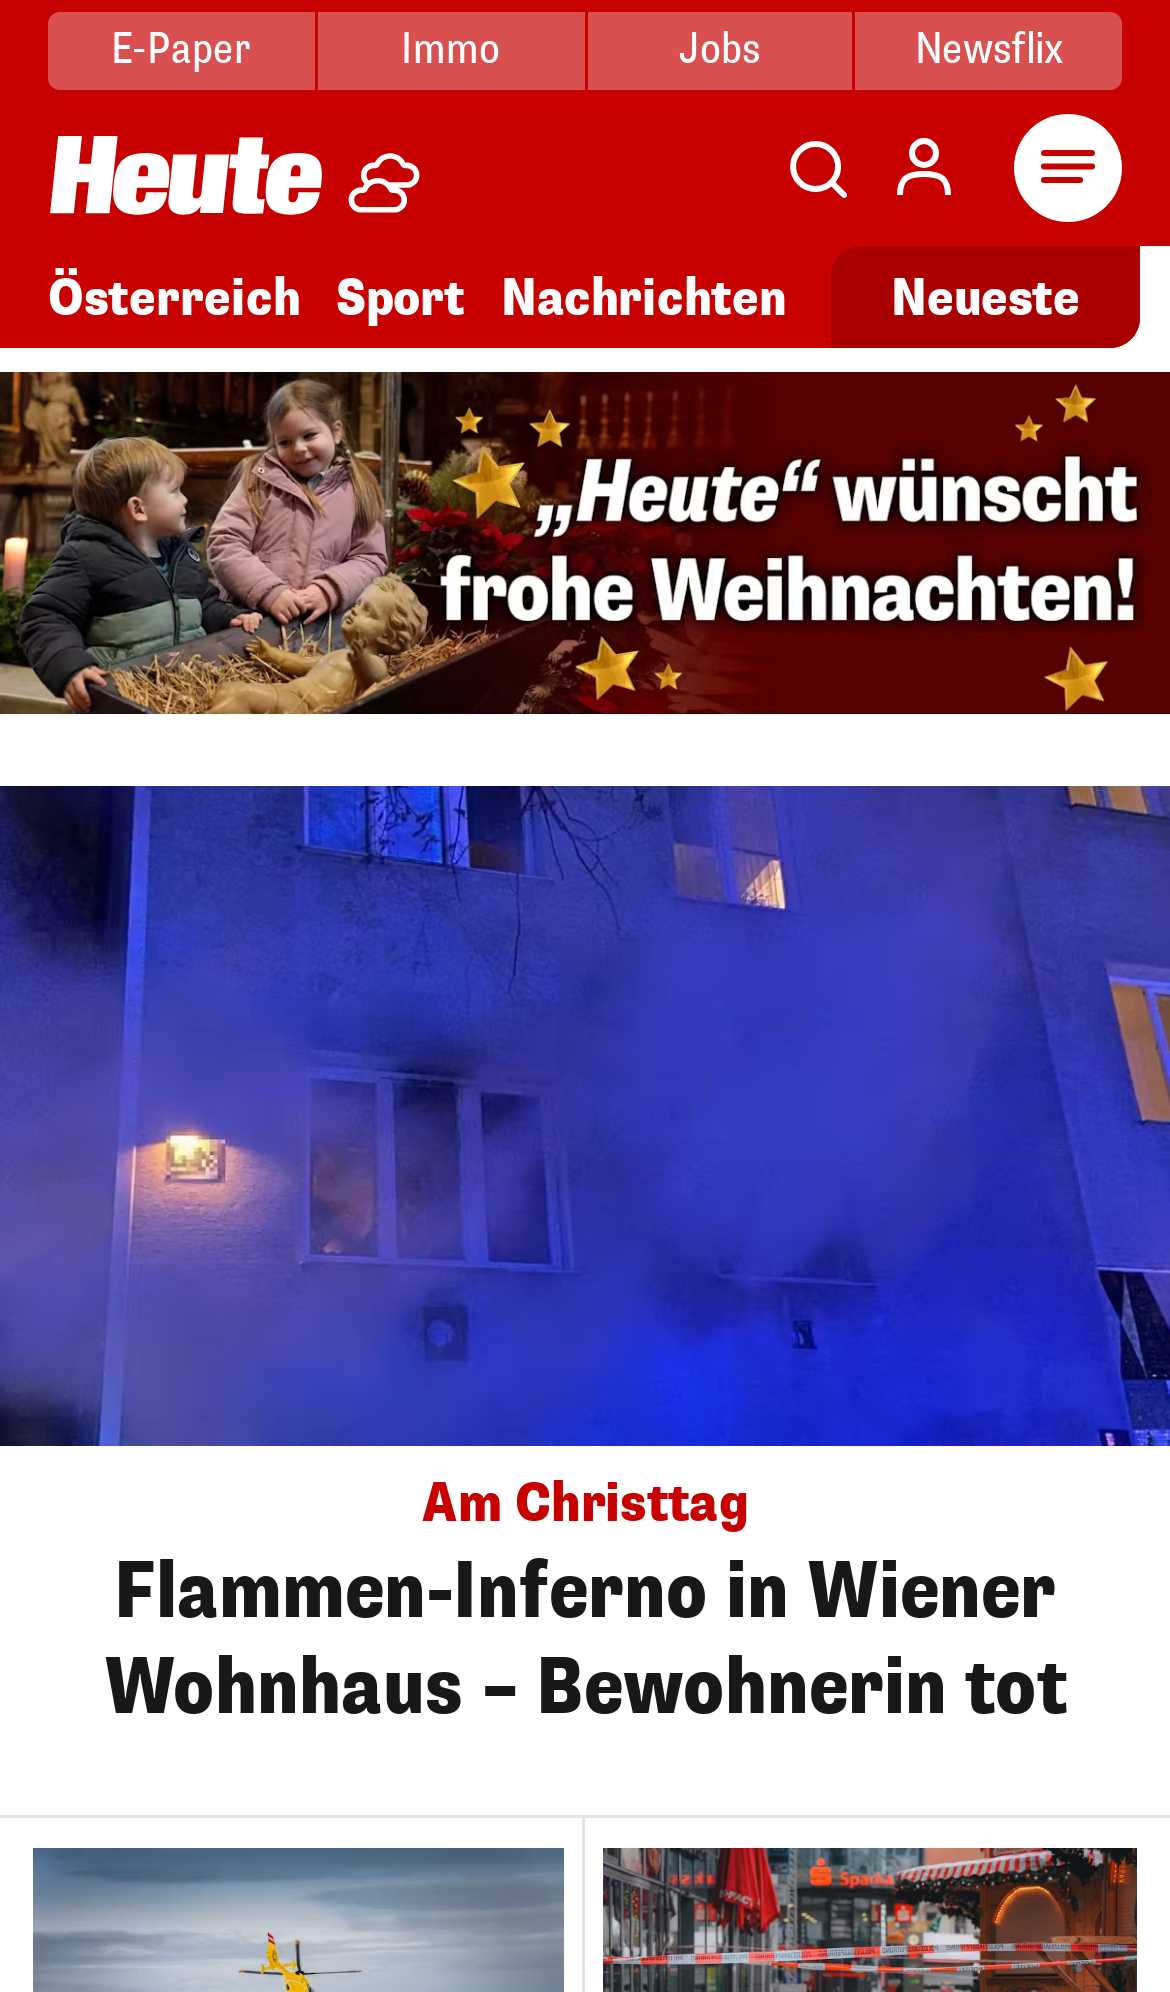 E-Paper
Immo
Jobs
Newsflix
Heute
Österreich
Sport
Nachrichten
Neueste
„Heute“ wünscht
frohe Weihnachten!
Am Christtag
Flammen-Inferno in Wiener
Wohnhaus – Bewohnerin tot